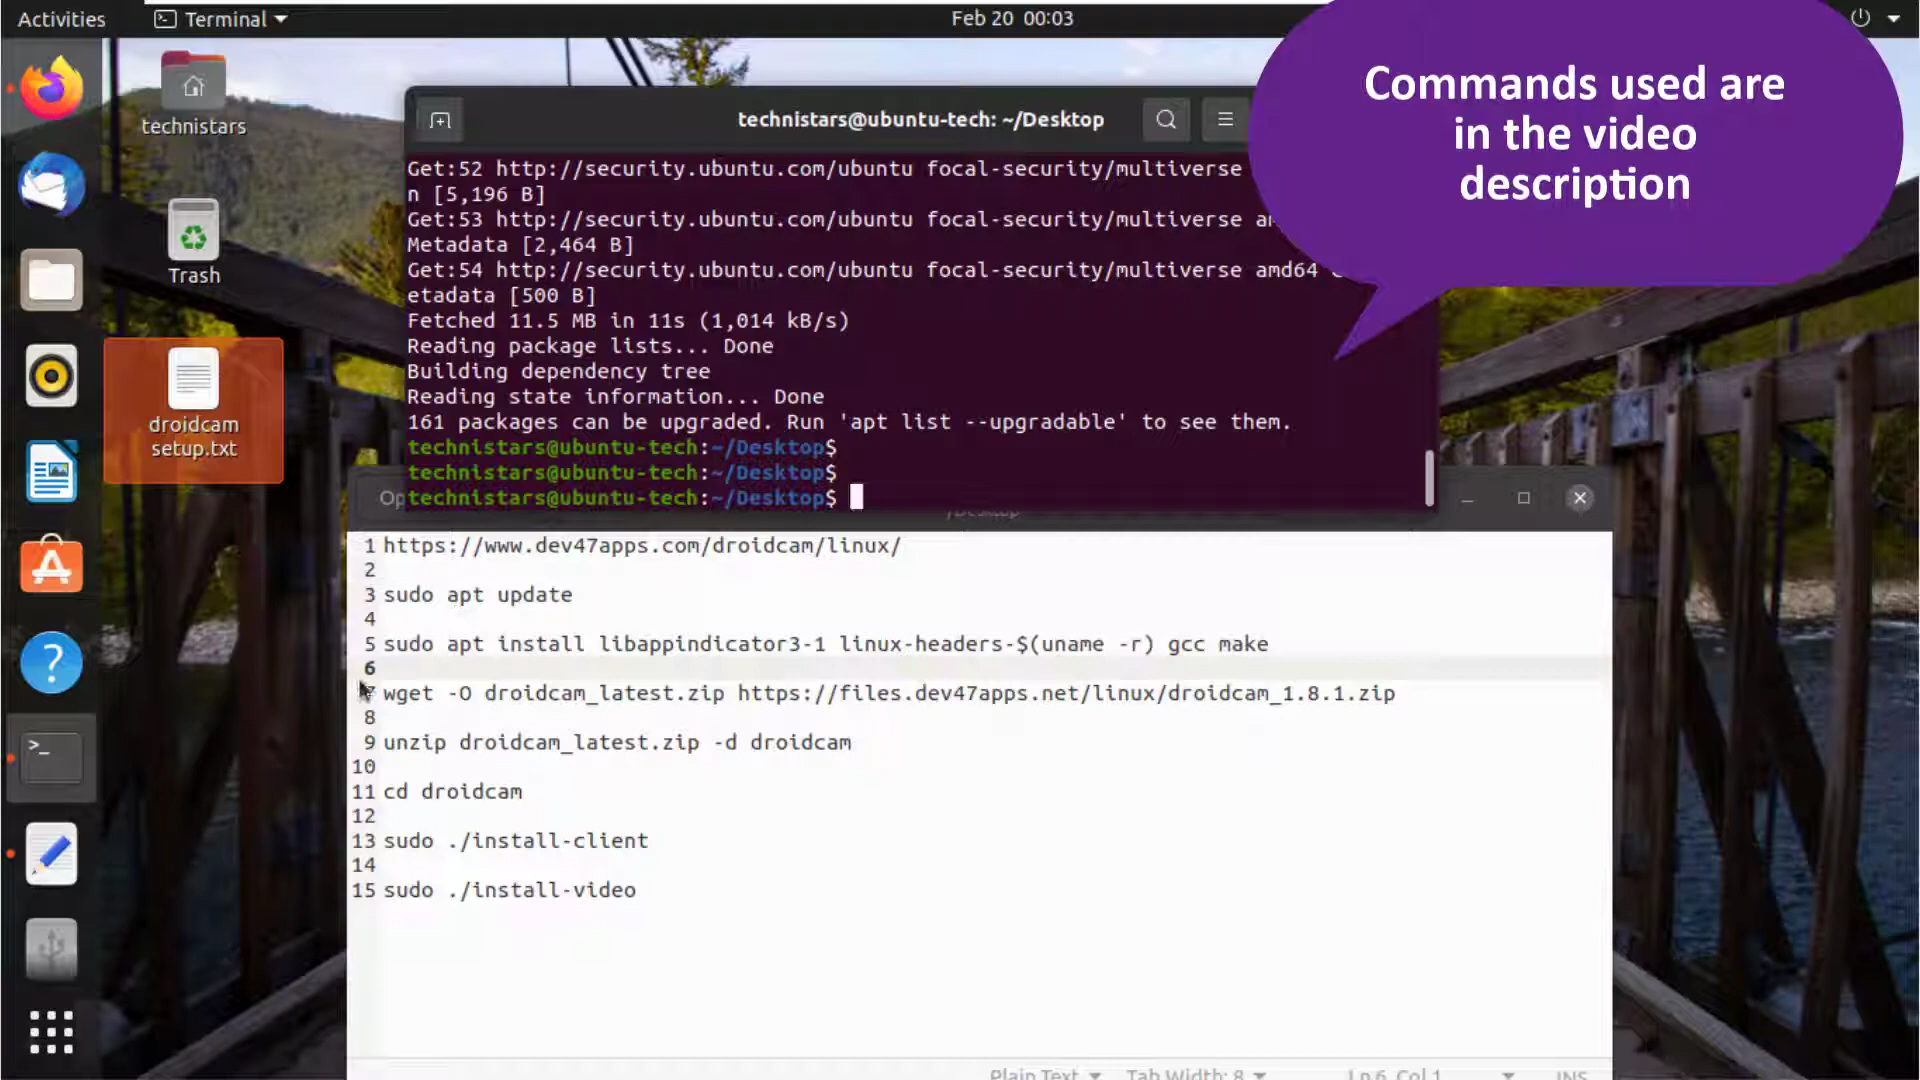 Activities
Terminal
Feb 20 00:03
Commands used are
in the video
description
technistars
Trash
droidcam
setup.txt
technistars@ubuntu-tech: ~/Desktop
Get:52 http://security.ubuntu.com/ubuntu focal-security/multiverse
n [5,196 B]
Get:53 http://security.ubuntu.com/ubuntu focal-security/multiverse
Metadata [2,464 B]
Get:54 http://security.ubuntu.com/ubuntu focal-security/multiverse amd64
etadata [500 B]
Fetched 11.5 MB in 11s (1,014 kB/s)
Reading package lists... Done
Building dependency tree
Reading state information... Done
161 packages can be upgraded. Run 'apt list --upgradable' to see them.
technistars@ubuntu-tech:~/Desktop$
technistars@ubuntu-tech:~/Desktop$
technistars@ubuntu-tech:~/Desktop$
1 https://www.dev47apps.com/droidcam/linux/
2
3 sudo apt update
4
5 sudo apt install libappindicator3-1 linux-headers-$(uname -r) gcc make
6
7 wget -O droidcam_latest.zip https://files.dev47apps.net/linux/droidcam_1.8.1.zip
8
9 unzip droidcam_latest.zip -d droidcam
10
11 cd droidcam
12
13 sudo ./install-client
14
15 sudo ./install-video
Plain Text Tab Width: 8 Ln 6, Col 1 INS